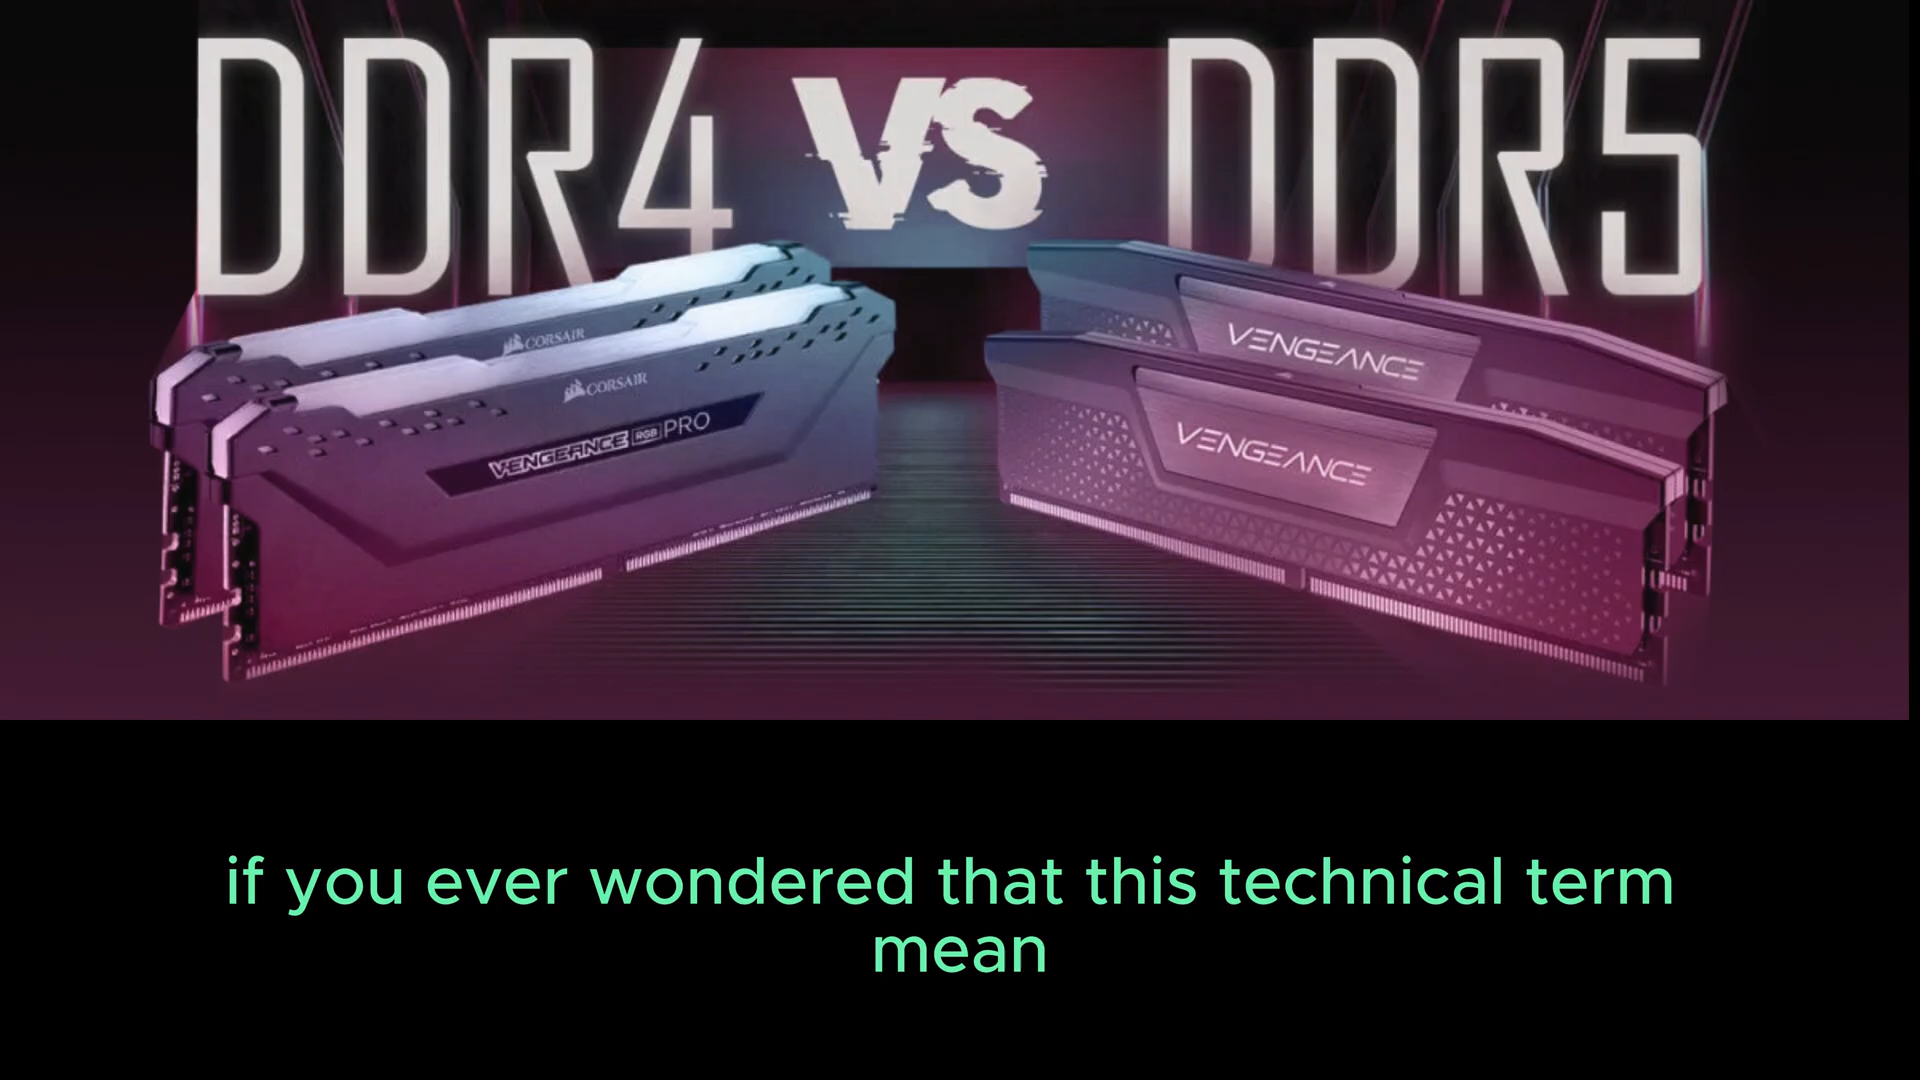 DDR4 VS DDR5
CORSAIR
CORSAIR
VENGEANCE RGB PRO
VENGEANCE
VENGEANCE
if you ever wondered that this technical term
mean